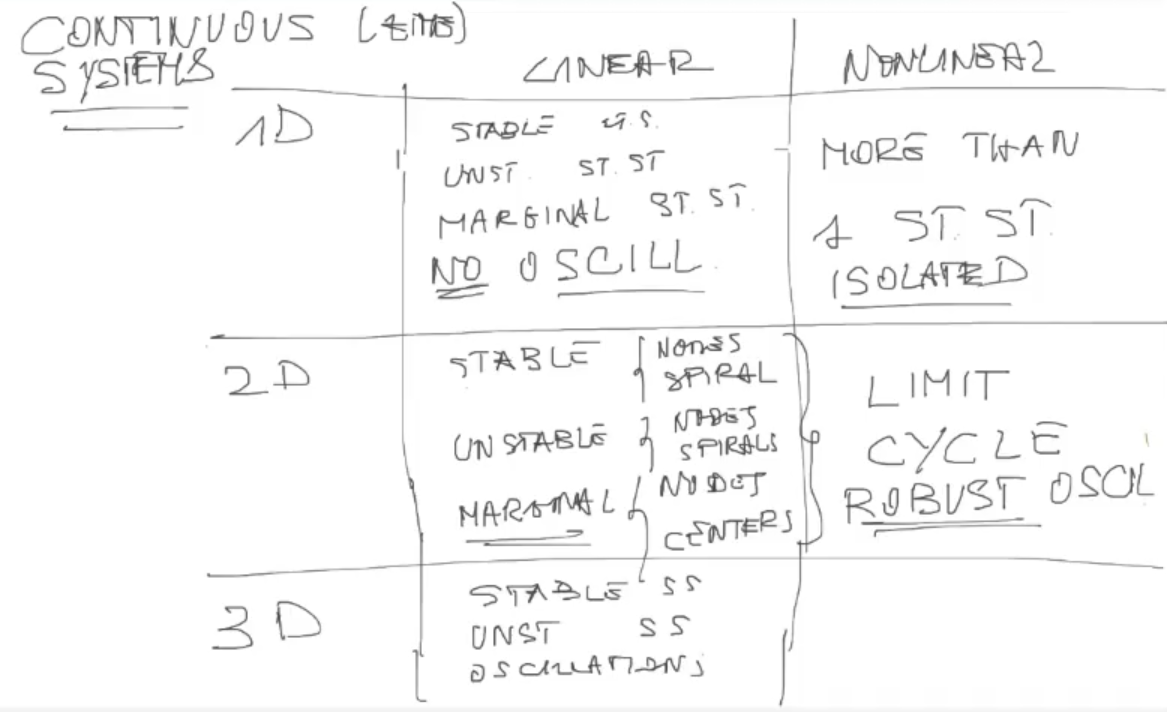 CONTINUOUS (TIME)
SYSTEMS
LINEAR
NONLINEAR
1D
STABLE ST.S.
UNST. ST. ST
MARGINAL ST. ST.
NO OSCILL.
MORE THAN
1 ST. ST.
ISOLATED
2D
STABLE { NODES
SPIRAL
UNSTABLE { NODES
SPIRALS
MARGINAL { NODES
CENTERS
LIMIT
CYCLE
ROBUST OSCIL
3D
STABLE SS
UNST SS
OSCILLATIONS